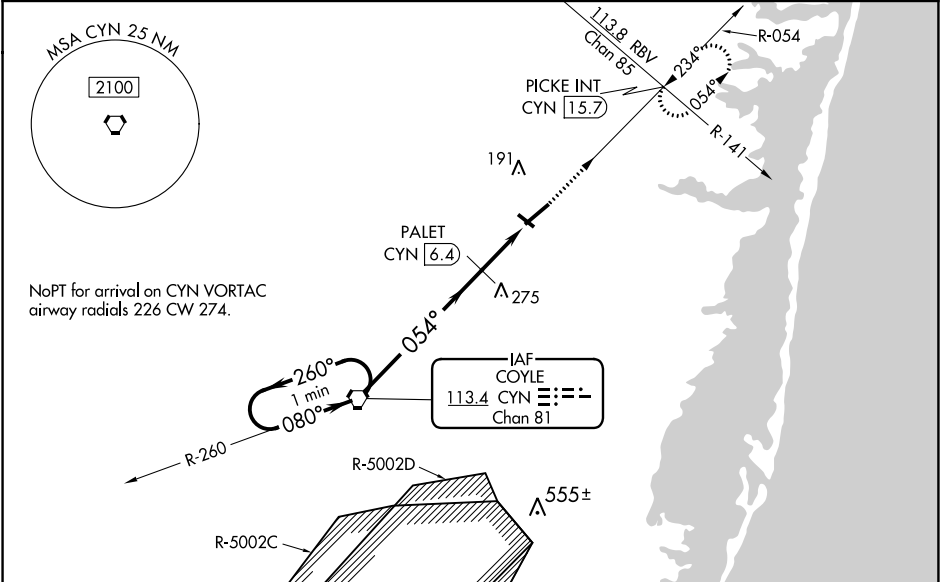 MSA CYN 25 NM
2100
113.8 RBV
Chan 85
R-054
234°
054°
PICKE INT
CYN 15.7
R-141
191
PALET
CYN 6.4
275
NoPT for arrival on CYN VORTAC
airway radials 226 CW 274.
054°
260°
1 min
080°
IAF
COYLE
113.4 CYN
Chan 81
R-260
R-5002D
555±
R-5002C